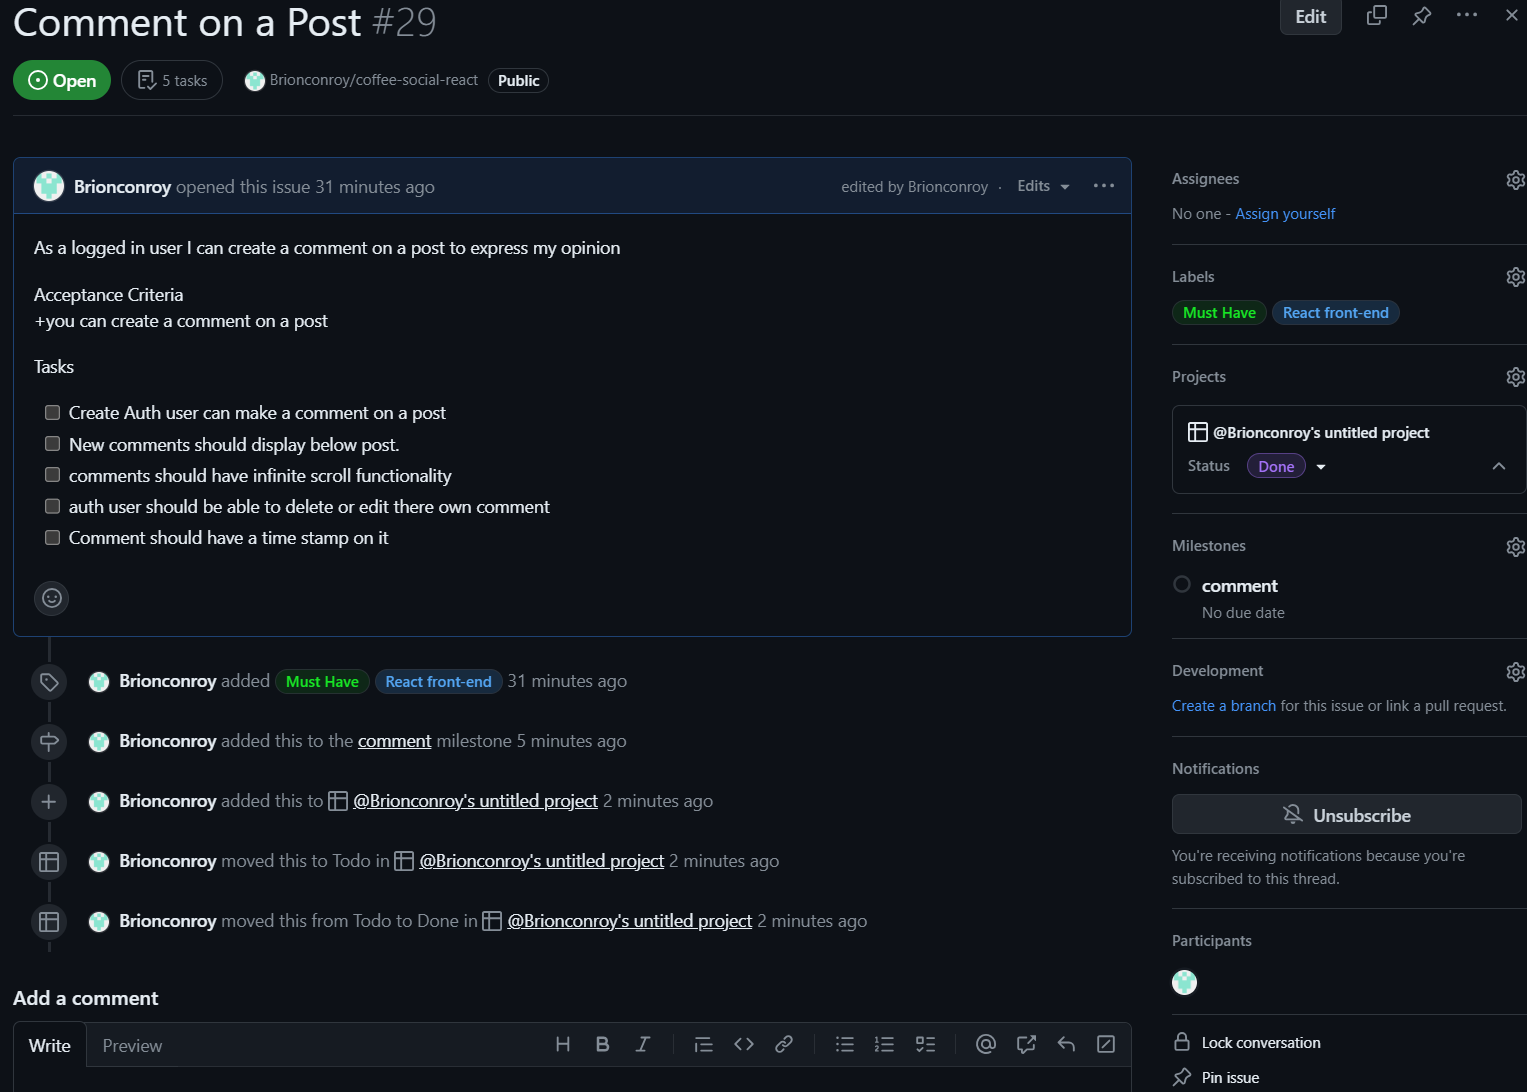 Comment on a Post #29
Edit
Open
5 tasks
Brionconroy/coffee-social-react
Public
Brionconroy opened this issue 31 minutes ago
edited by Brionconroy · Edits
As a logged in user I can create a comment on a post to express my opinion
Acceptance Criteria
+you can create a comment on a post
Tasks
Create Auth user can make a comment on a post
New comments should display below post.
comments should have infinite scroll functionality
auth user should be able to delete or edit there own comment
Comment should have a time stamp on it
Brionconroy added Must Have React front-end 31 minutes ago
Brionconroy added this to the comment milestone 5 minutes ago
Brionconroy added this to @Brionconroy's untitled project 2 minutes ago
Brionconroy moved this to Todo in @Brionconroy's untitled project 2 minutes ago
Brionconroy moved this from Todo to Done in @Brionconroy's untitled project 2 minutes ago
Add a comment
Write
Preview
Assignees
No one - Assign yourself
Labels
Must Have
React front-end
Projects
@Brionconroy's untitled project
Status Done
Milestones
comment
No due date
Development
Create a branch for this issue or link a pull request.
Notifications
Unsubscribe
You're receiving notifications because you're
subscribed to this thread.
Participants
Lock conversation
Pin issue